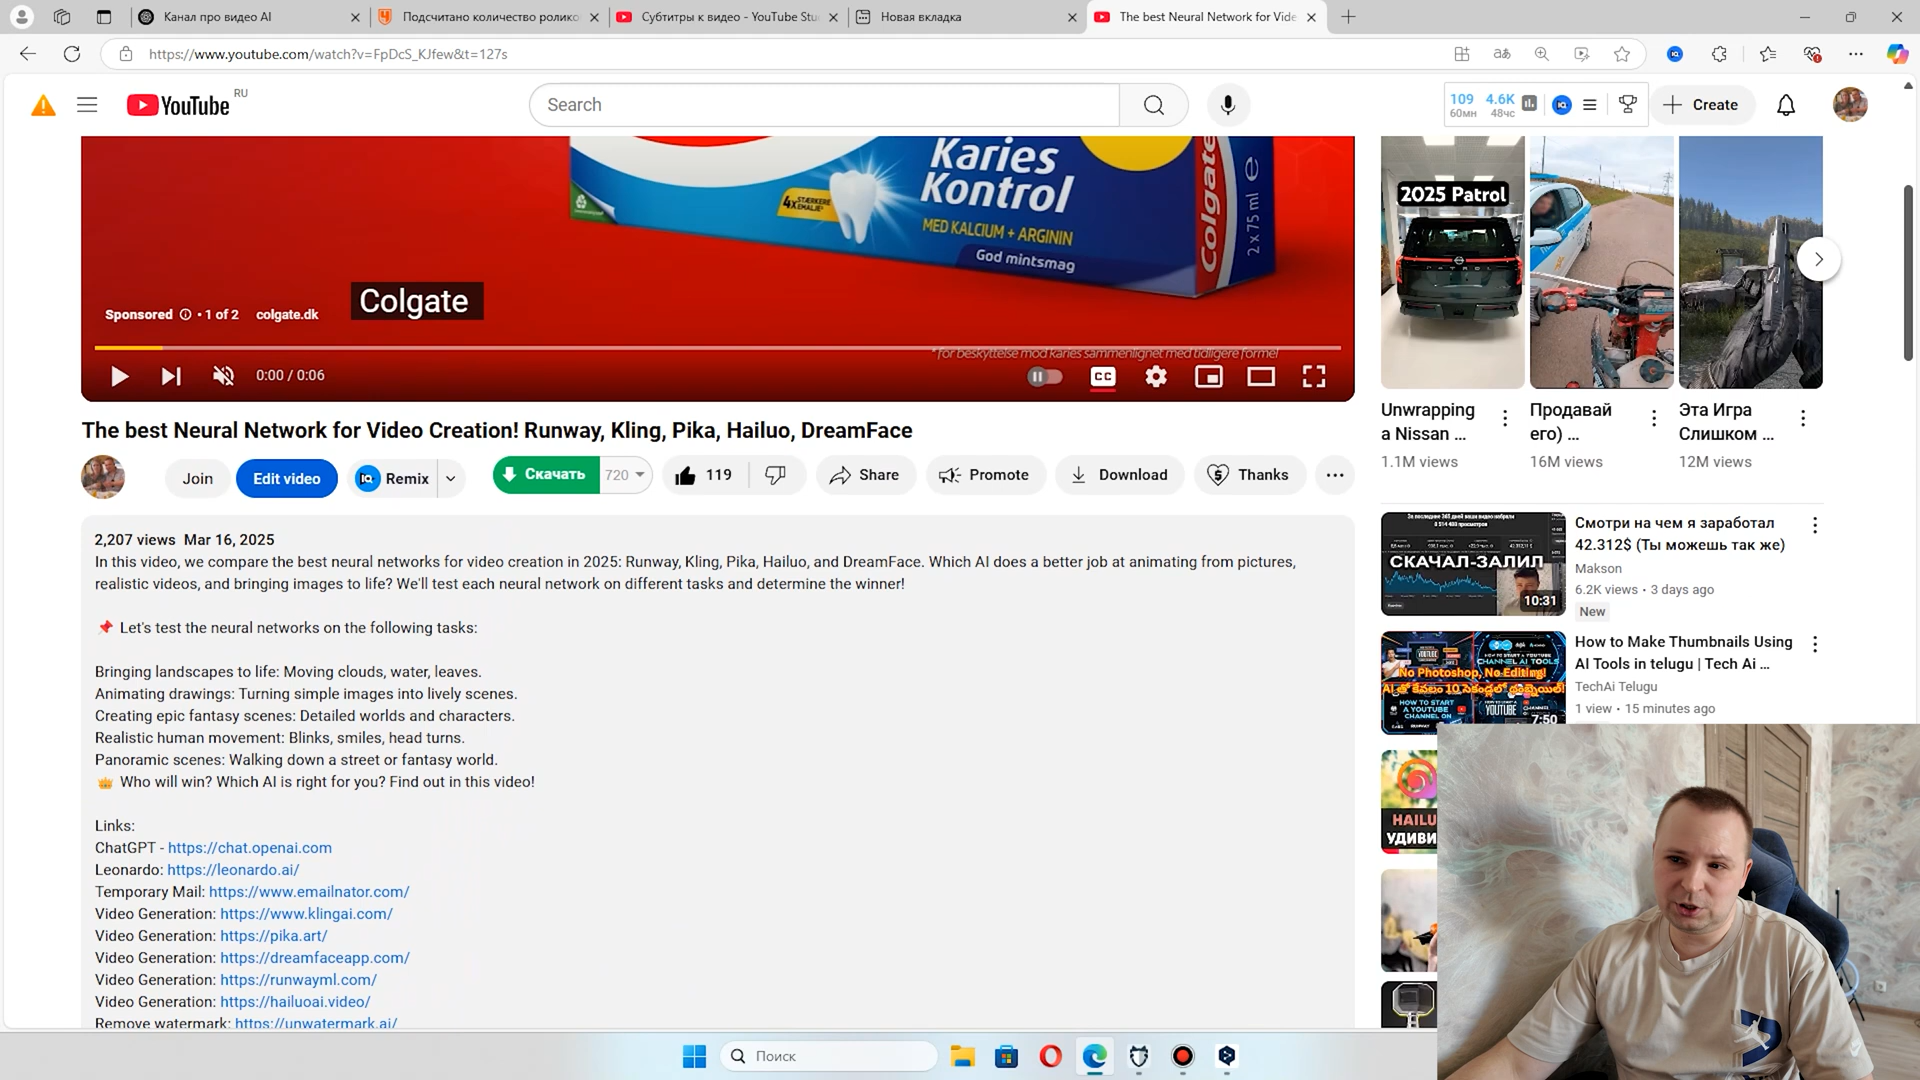 Канал про видео AI
Подсчитано количество ролико
Субтитры к видео - YouTube Stu
Новая вкладка
The best Neural Network for Vide
https://www.youtube.com/watch?v=FpDcS_KJfew&t=127s
YouTube RU
Search
109
60мн
4.6K
48чс
Create
Karies
Kontrol
4X STÆRKERE EMALJE*
MED KALCIUM + ARGININ
God mintsmag
Colgate
2 x 75 ml
Colgate
Sponsored • 1 of 2 colgate.dk
* for beskyttelse mod karies sammenlignet med tidligere formel
0:00 / 0:06
CC
The best Neural Network for Video Creation! Runway, Kling, Pika, Hailuo, DreamFace
Join
Edit video
Remix
Скачать 720
119
Share
Promote
Download
Thanks
2,207 views Mar 16, 2025
In this video, we compare the best neural networks for video creation in 2025: Runway, Kling, Pika, Hailuo, and DreamFace. Which AI does a better job at animating from pictures,
realistic videos, and bringing images to life? We'll test each neural network on different tasks and determine the winner!
📌 Let's test the neural networks on the following tasks:
Bringing landscapes to life: Moving clouds, water, leaves.
Animating drawings: Turning simple images into lively scenes.
Creating epic fantasy scenes: Detailed worlds and characters.
Realistic human movement: Blinks, smiles, head turns.
Panoramic scenes: Walking down a street or fantasy world.
👑 Who will win? Which AI is right for you? Find out in this video!
Links:
ChatGPT - https://chat.openai.com
Leonardo: https://leonardo.ai/
Temporary Mail: https://www.emailnator.com/
Video Generation: https://www.klingai.com/
Video Generation: https://pika.art/
Video Generation: https://dreamfaceapp.com/
Video Generation: https://runwayml.com/
Video Generation: https://hailuoai.video/
Remove watermark: https://unwatermark.ai/
2025 Patrol
Unwrapping
a Nissan ...
1.1M views
Продавай
его) ...
16M views
Эта Игра
Слишком ...
12M views
СКАЧАЛ-ЗАЛИЛ
10:31
Смотри на чем я заработал
42.312$ (Ты можешь так же)
Makson
6.2K views • 3 days ago
New
No Photoshop, No Editing!
7:50
How to Make Thumbnails Using
AI Tools in telugu | Tech Ai ...
TechAi Telugu
1 view • 15 minutes ago
HAILU
УДИВИ
Поиск